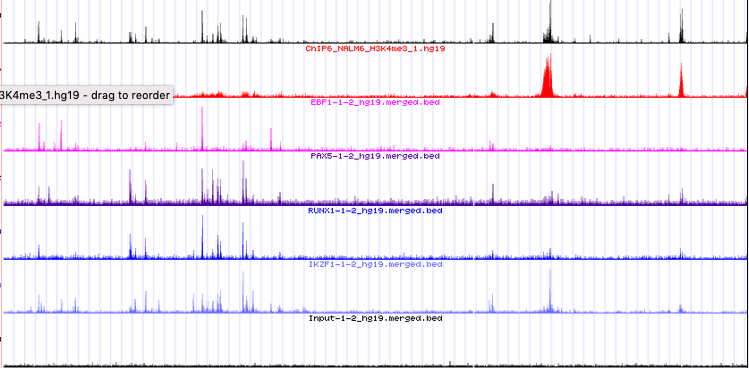 ChIP6_NALM6_H3K4me3_1.hg19
3K4me3_1.hg19 - drag to reorder
EBF1-1-2_hg19.merged.bed
PAX5-1-2_hg19.merged.bed
RUNX1-1-2_hg19.merged.bed
IKZF1-1-2_hg19.merged.bed
Input-1-2_hg19.merged.bed